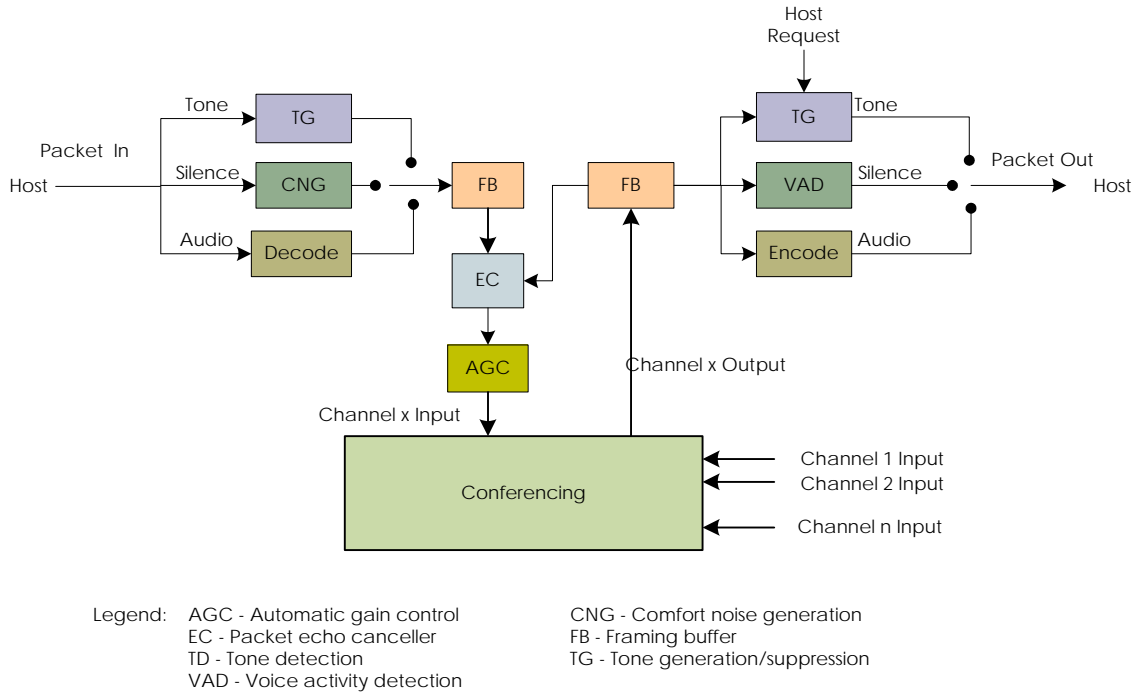 Host
Request
Tone
TG
TG
Tone
Packet In
Packet Out
Host
Silence
CNG
FB
FB
VAD
Silence
Host
Audio
Decode
Encode
Audio
EC
AGC
Channel x Output
Channel x Input
Conferencing
Channel 1 Input
Channel 2 Input
Channel n Input
Legend:
AGC - Automatic gain control
EC - Packet echo canceller
TD - Tone detection
VAD - Voice activity detection
CNG - Comfort noise generation
FB - Framing buffer
TG - Tone generation/suppression